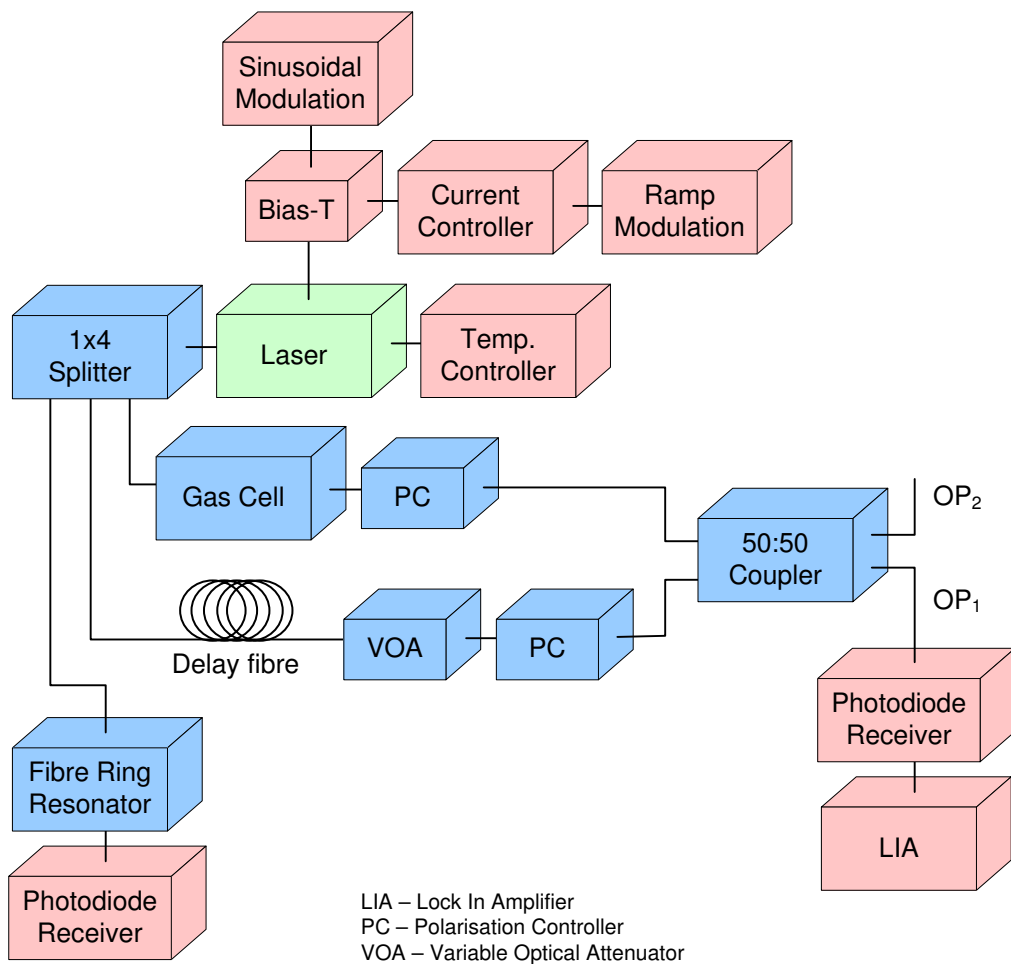 Sinusoidal
Modulation
Bias-T
Current
Controller
Ramp
Modulation
1x4
Splitter
Laser
Temp.
Controller
Gas Cell
PC
OP₂
50:50
Coupler
OP₁
Delay fibre
VOA
PC
Photodiode
Receiver
Fibre Ring
Resonator
LIA
Photodiode
Receiver
LIA – Lock In Amplifier
PC – Polarisation Controller
VOA – Variable Optical Attenuator